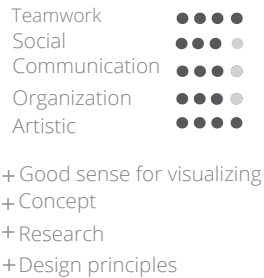 Teamwork
Social
Communication
Organization
Artistic
+ Good sense for visualizing
+ Concept
+ Research
+ Design principles